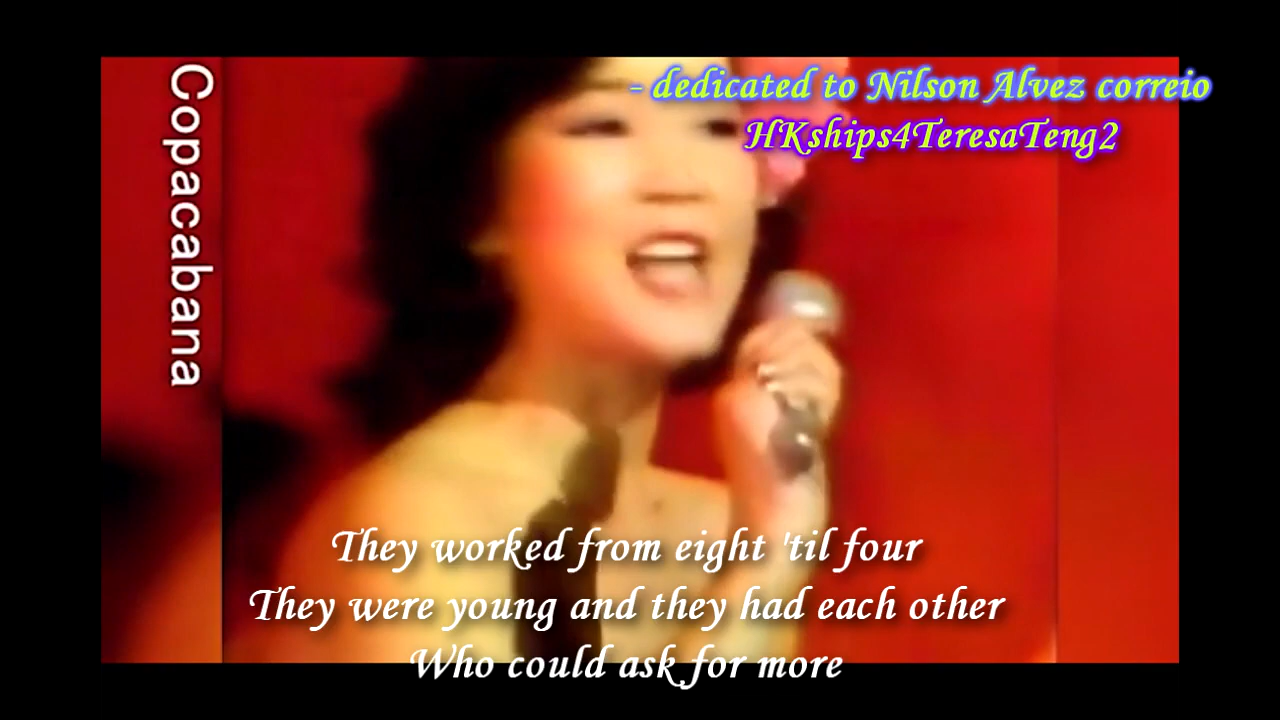 Copacabana
- dedicated to Nilson Alvez correio
HKships4TeresaTeng2
They worked from eight 'til four
They were young and they had each other
Who could ask for more